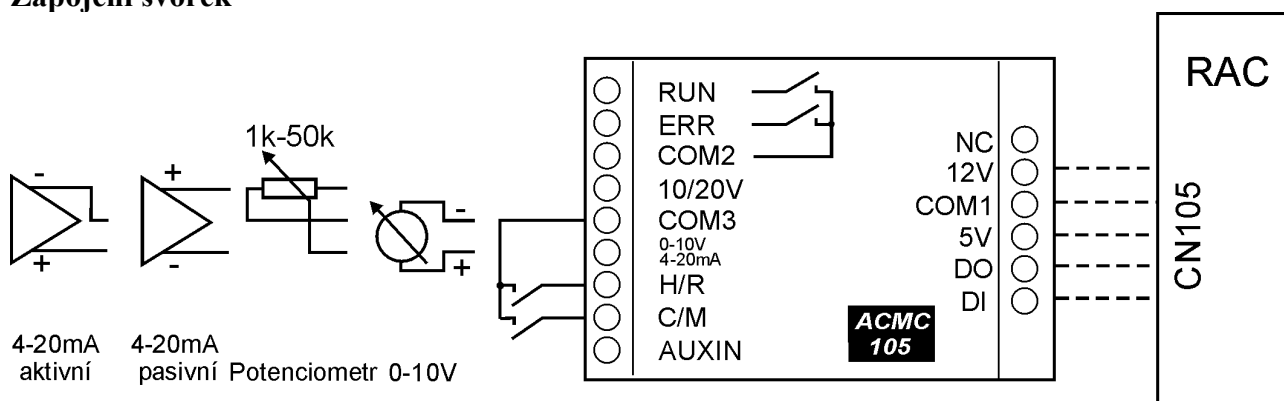 Zapojení svorek
1k-50k
-
+
4-20mA
aktivní
+
-
4-20mA
pasivní
Potenciometr
-
+
0-10V
RUN
ERR
COM2
10/20V
COM3
0-10V
4-20mA
H/R
C/M
AUXIN
NC
12V
COM1
5V
DO
DI
ACMC
105
RAC
CN105